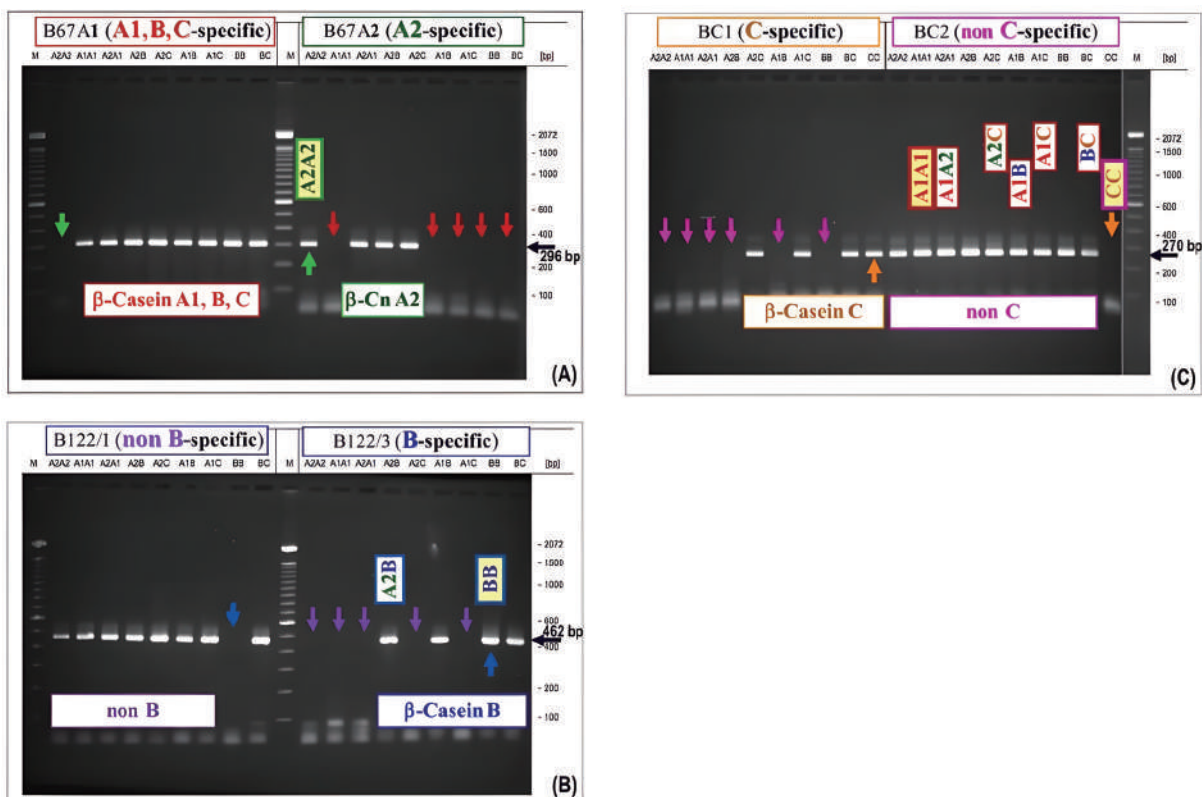 B67A1 (A1, B, C-specific) B67A2 (A2-specific)
M A2A2 A1A1 A2A1 A2B A2C A1B A1C BB BC M A2A2 A1A1 A2A1 A2B A2C A1B A1C BB BC [bp]
- 2072
- 1500
- 1000
A2A2
- 600
- 400
296 bp
- 200
β-Casein A1, B, C β-Cn A2
- 100
(A)
BC1 (C-specific) BC2 (non C-specific)
A2A2 A1A1 A2A1 A2B A2C A1B A1C BB BC CC A2A2 A1A1 A2A1 A2B A2C A1B A1C BB BC CC M [bp]
- 2072
- 1500
- 1000
A1A1 A1A2 A2C A1B A1C BC CC
- 600
- 400
270 bp
- 200
β-Casein C non C
- 100
(C)
B122/1 (non B-specific) B122/3 (B-specific)
M A2A2 A1A1 A2A1 A2B A2C A1B A1C BB BC M A2A2 A1A1 A2A1 A2B A2C A1B A1C BB BC [bp]
- 2072
- 1500
- 1000
A2B BB
- 600
462 bp
- 400
- 200
non B β-Casein B
- 100
(B)